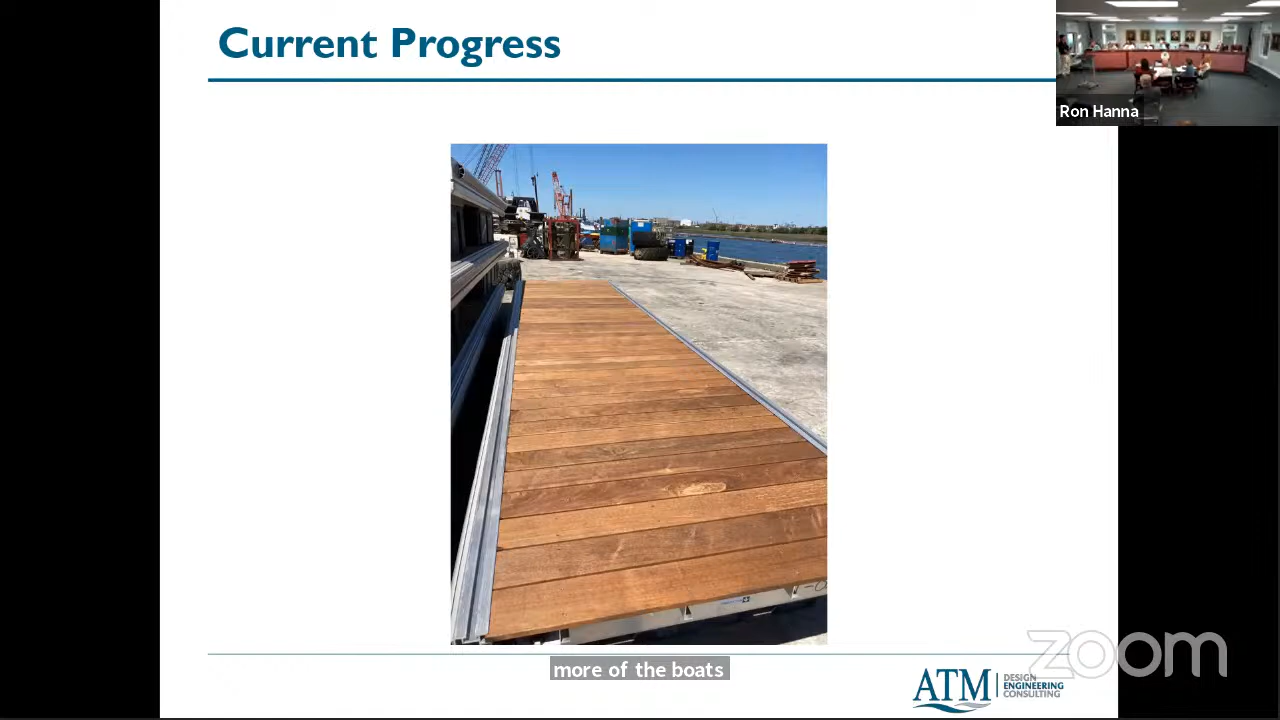 Current Progress
Ron Hanna
more of the boats
zoom
ATM
DESIGN
ENGINEERING
CONSULTING